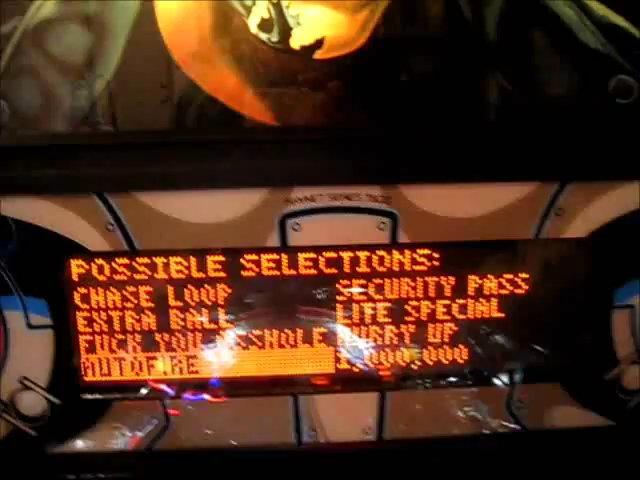 POSSIBLE SELECTIONS:
CHASE LOOP SECURITY PASS
EXTRA BALL LITE SPECIAL
FUCK YOU ASSHOLE HURRY UP
AUTOFIRE 1,000,000